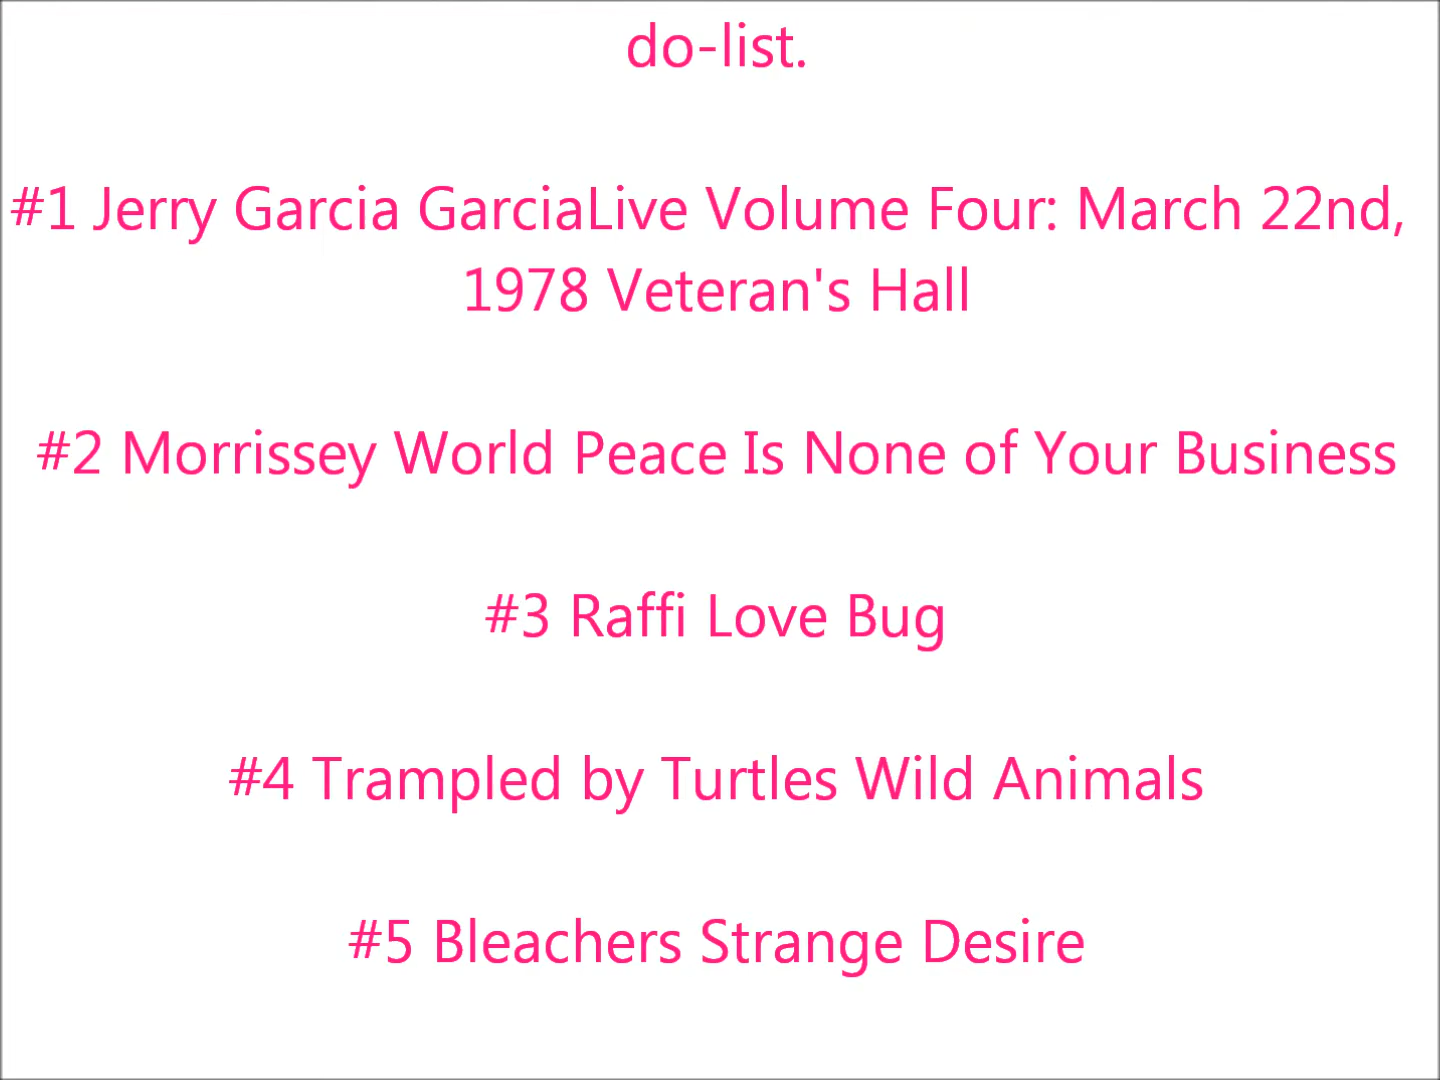 do-list.
#1 Jerry Garcia GarciaLive Volume Four: March 22nd,
1978 Veteran's Hall
#2 Morrissey World Peace Is None of Your Business
#3 Raffi Love Bug
#4 Trampled by Turtles Wild Animals
#5 Bleachers Strange Desire